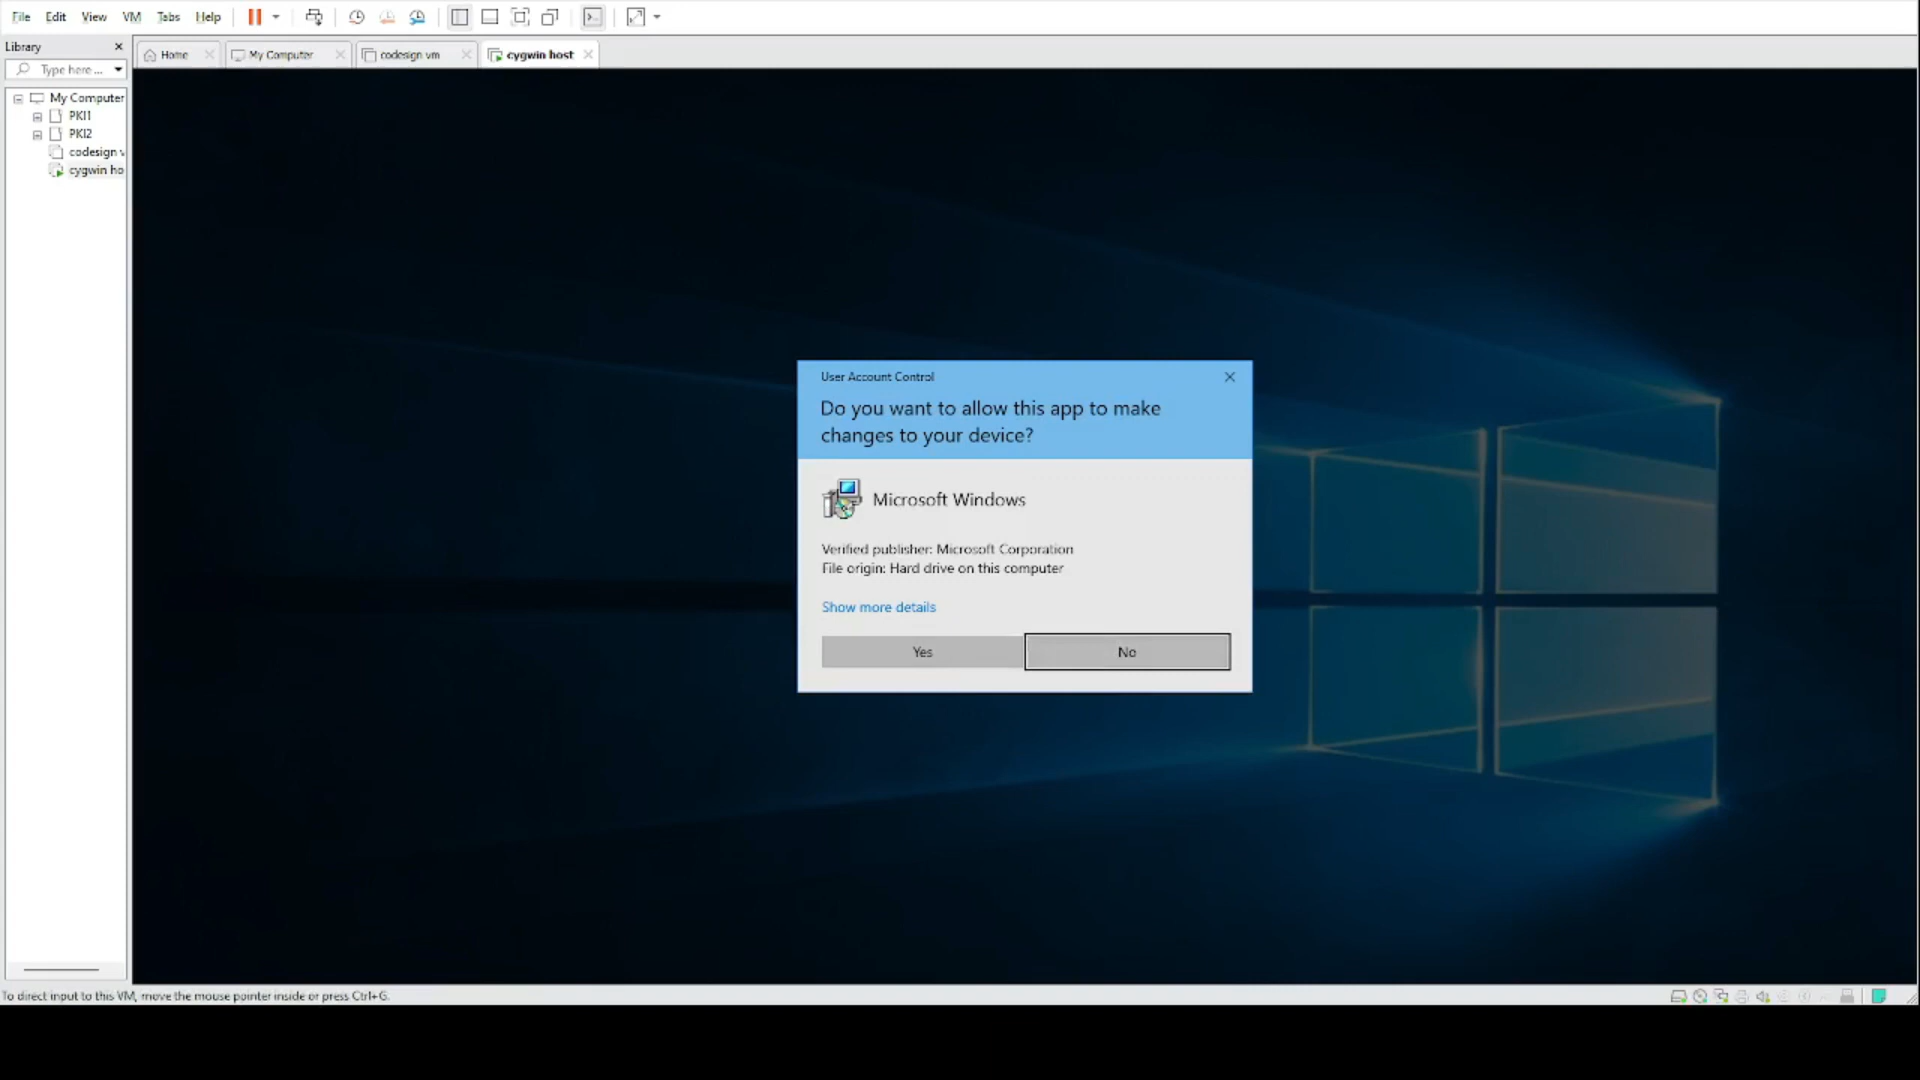 File Edit View VM Tabs Help
Library
Type here ...
Home
My Computer
codesign vm
cygwin host
My Computer
PKI1
PKI2
codesign v
cygwin ho
User Account Control
Do you want to allow this app to make
changes to your device?
Microsoft Windows
Verified publisher: Microsoft Corporation
File origin: Hard drive on this computer
Show more details
Yes
No
To direct input to this VM, move the mouse pointer inside or press Ctrl+G.